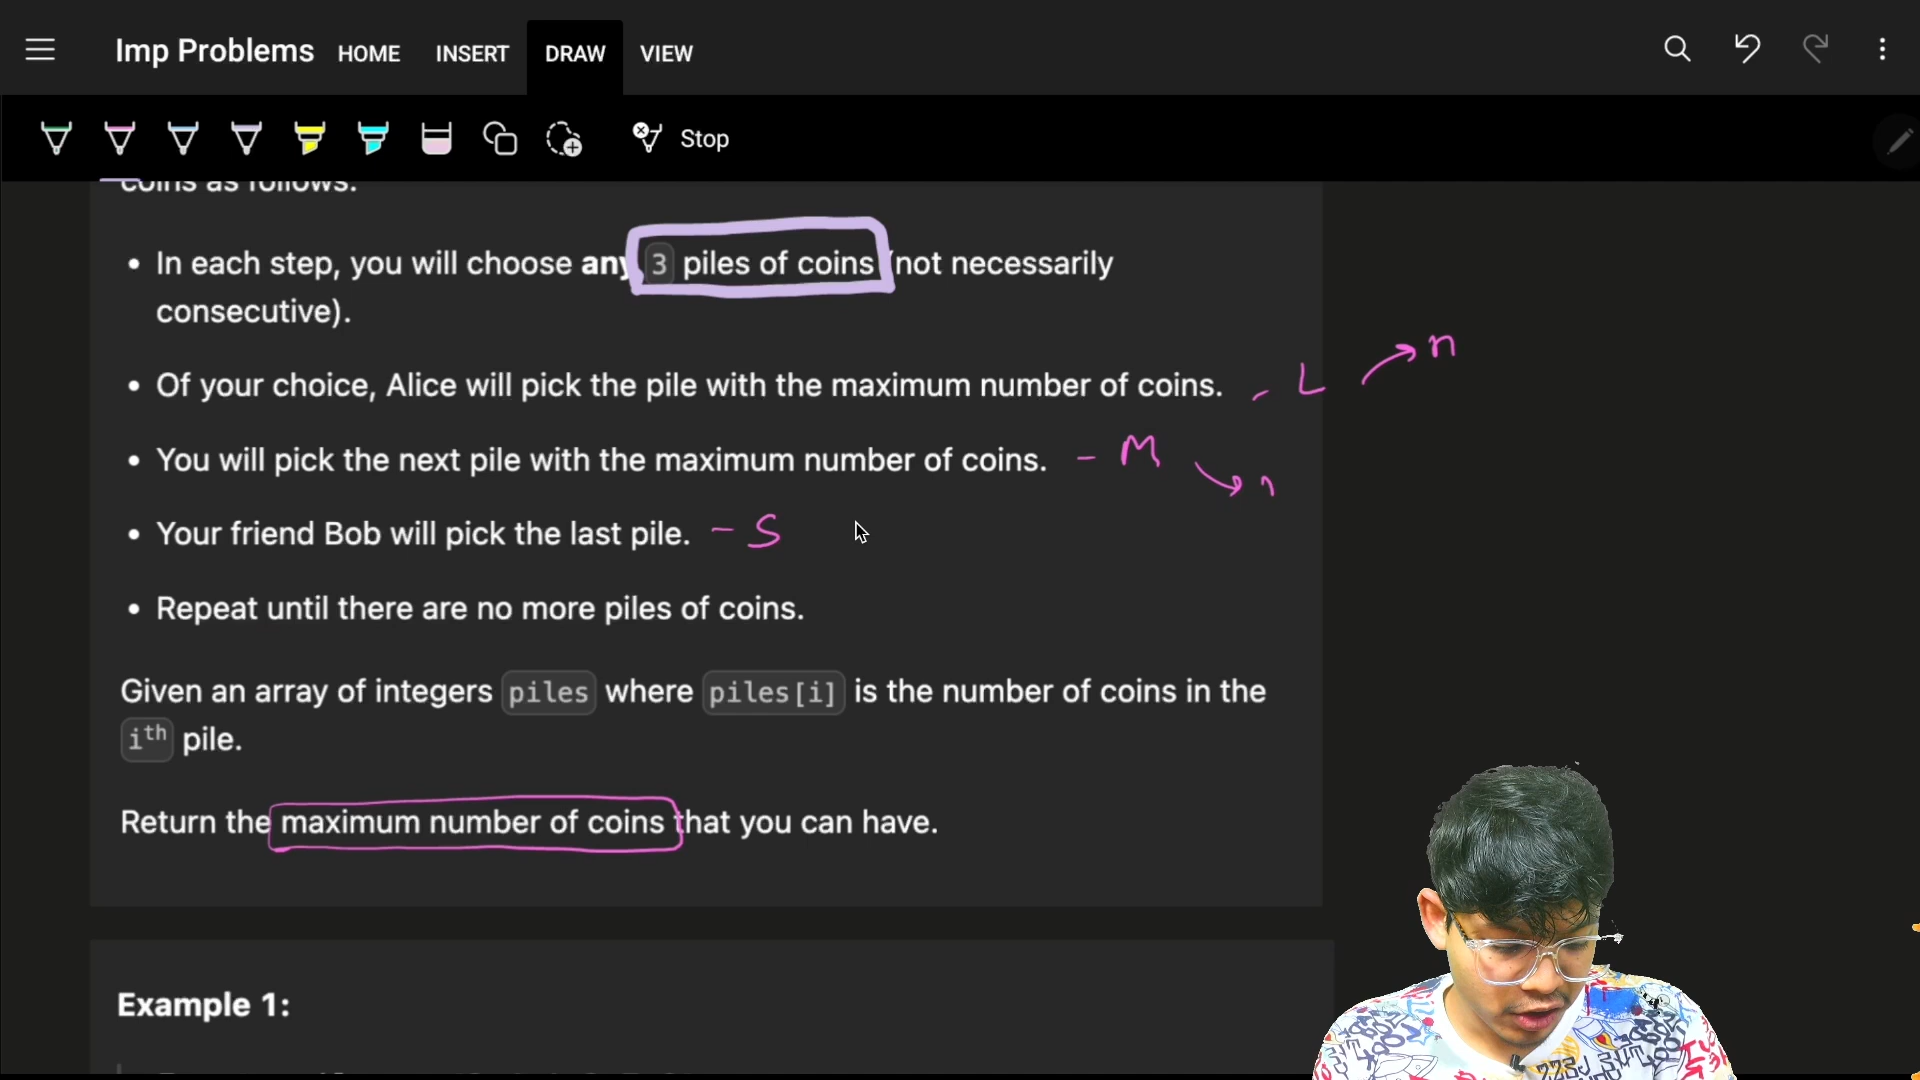 Imp Problems HOME INSERT DRAW VIEW
Stop
coins as follows:
• In each step, you will choose any 3 piles of coins (not necessarily
consecutive).
• Of your choice, Alice will pick the pile with the maximum number of coins. - L → n
• You will pick the next pile with the maximum number of coins. - M → n
• Your friend Bob will pick the last pile. - S
• Repeat until there are no more piles of coins.
Given an array of integers piles where piles[i] is the number of coins in the
ith pile.
Return the maximum number of coins that you can have.
Example 1: